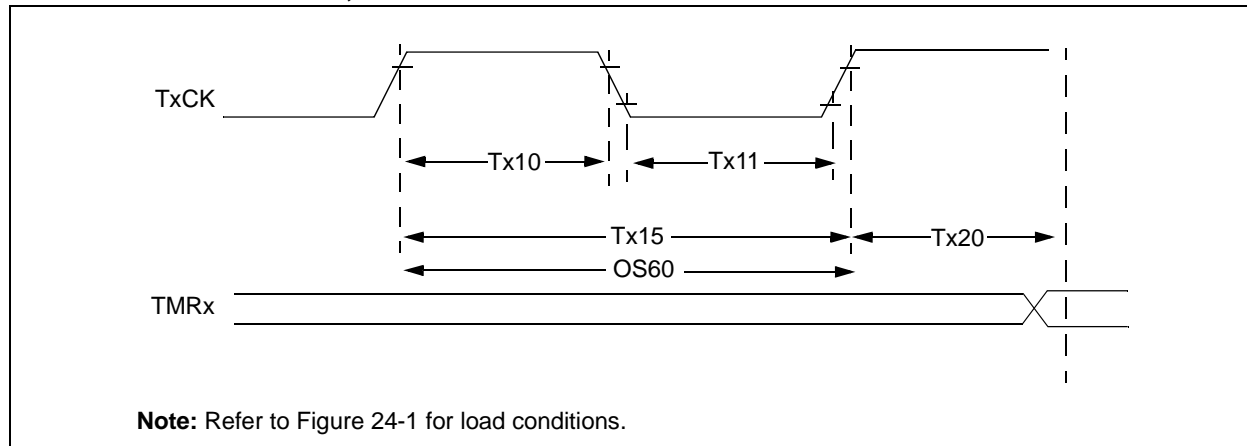 TxCK
Tx10
Tx11
Tx15
Tx20
OS60
TMRx
Note: Refer to Figure 24-1 for load conditions.